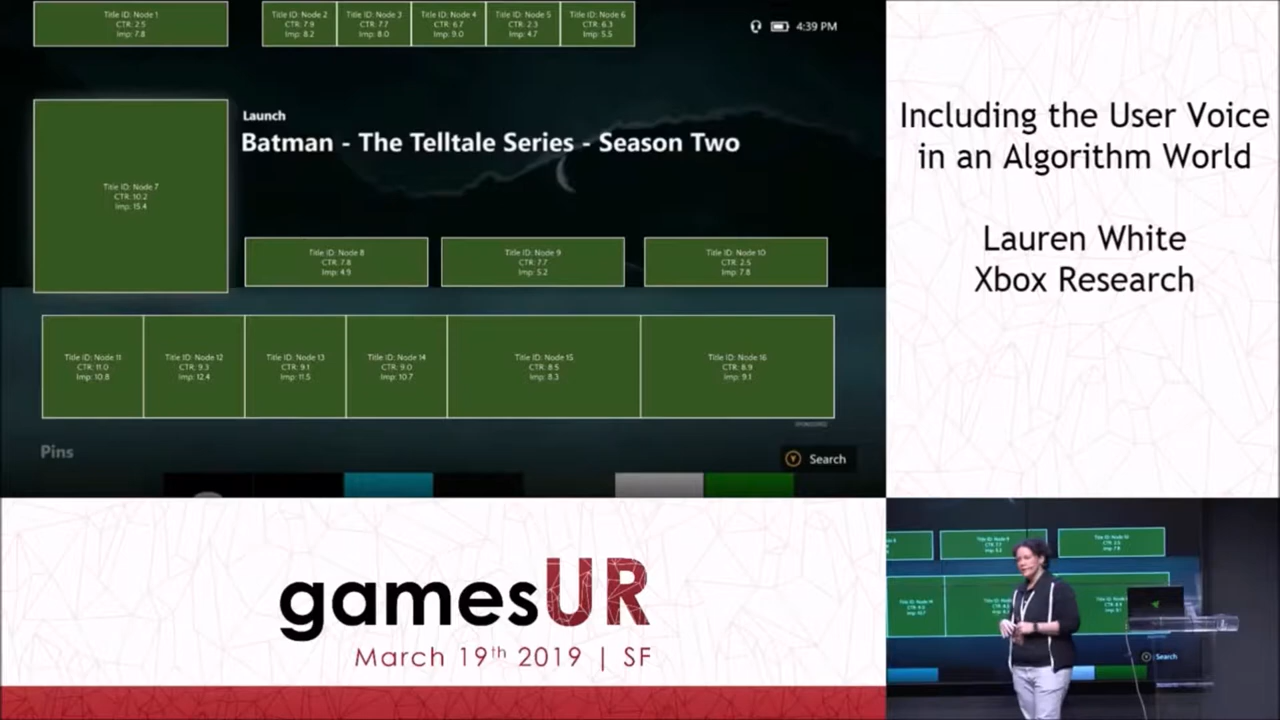 Title ID: Node 1
CTR: 2.5
Imp: 7.8
Title ID: Node 2
CTR: 7.9
Imp: 8.2
Title ID: Node 3
CTR: 7.7
Imp: 8.0
Title ID: Node 4
CTR: 6.7
Imp: 9.0
Title ID: Node 5
CTR: 2.3
Imp: 4.7
Title ID: Node 6
CTR: 6.3
Imp: 5.5
4:39 PM
Title ID: Node 7
CTR: 10.2
Imp: 15.4
Launch
Batman - The Telltale Series - Season Two
Title ID: Node 8
CTR: 7.8
Imp: 4.9
Title ID: Node 9
CTR: 7.7
Imp: 5.2
Title ID: Node 10
CTR: 2.5
Imp: 7.8
Title ID: Node 11
CTR: 11.0
Imp: 10.8
Title ID: Node 12
CTR: 9.3
Imp: 12.4
Title ID: Node 13
CTR: 9.1
Imp: 11.5
Title ID: Node 14
CTR: 9.0
Imp: 10.7
Title ID: Node 15
CTR: 8.5
Imp: 8.3
Title ID: Node 16
CTR: 8.9
Imp: 9.1
Pins
Y Search
Including the User Voice
in an Algorithm World
Lauren White
Xbox Research
gamesUR
March 19th 2019 | SF
Search